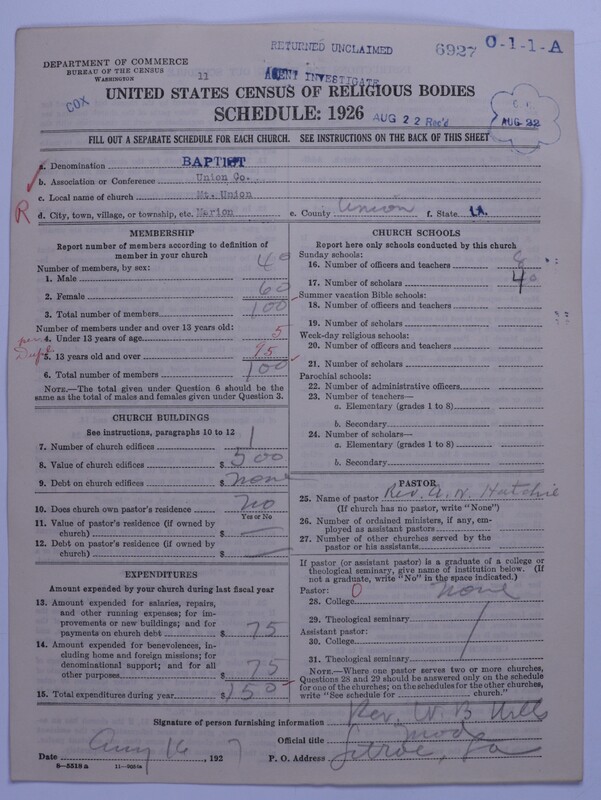 RETURNED UNCLAIMED
6927 0-1-1-A
DEPARTMENT OF COMMERCE
BUREAU OF THE CENSUS
WASHINGTON
11
AGENT INVESTIGATE
COX
UNITED STATES CENSUS OF RELIGIOUS BODIES
SCHEDULE: 1926
AUG 22 Rec'd
AUG 22
FILL OUT A SEPARATE SCHEDULE FOR EACH CHURCH. SEE INSTRUCTIONS ON THE BACK OF THIS SHEET
a. Denomination BAPTIST
b. Association or Conference Union Co.
c. Local name of church Mt. Union
R d. City, town, village, or township, etc. Marion e. County Union f. State LA.
MEMBERSHIP
Report number of members according to definition of
member in your church
Number of members, by sex:
1. Male 40
2. Female 60
3. Total number of members 100
Number of members under and over 13 years old:
4. Under 13 years of age 5
5. 13 years old and over 95
6. Total number of members 100
NOTE.—The total given under Question 6 should be the
same as the total of males and females given under Question 3.
CHURCH BUILDINGS
See instructions, paragraphs 10 to 12
7. Number of church edifices 1
8. Value of church edifices $ 500
9. Debt on church edifices $ none
10. Does church own pastor's residence? No
Yes or No
11. Value of pastor's residence (if owned by
church) $ —
12. Debt on pastor's residence (if owned by
church) $ —
EXPENDITURES
Amount expended by your church during last fiscal year
13. Amount expended for salaries, repairs,
and other running expenses; for im-
provements or new buildings; and for
payments on church debt $ 75
14. Amount expended for benevolences, in-
cluding home and foreign missions; for
denominational support; and for all
other purposes $ 75
15. Total expenditures during year $ 150
CHURCH SCHOOLS
Report here only schools conducted by this church
Sunday schools:
16. Number of officers and teachers 8
17. Number of scholars 40
Summer vacation Bible schools:
18. Number of officers and teachers
19. Number of scholars
Week-day religious schools:
20. Number of officers and teachers
21. Number of scholars
Parochial schools:
22. Number of administrative officers
23. Number of teachers—
a. Elementary (grades 1 to 8)
b. Secondary
24. Number of scholars—
a. Elementary (grades 1 to 8)
b. Secondary
PASTOR
25. Name of pastor Rev. A. N. Hutchie
(If church has no pastor, write "None")
26. Number of ordained ministers, if any, em-
ployed as assistant pastors
27. Number of other churches served by the
pastor or his assistants
If pastor (or assistant pastor) is a graduate of a college or
theological seminary, give name of institution below. (If
not a graduate, write "No" in the space indicated.)
Pastor: 0
28. College none
29. Theological seminary
Assistant pastor:
30. College
31. Theological seminary
NOTE.—Where one pastor serves two or more churches,
Questions 28 and 29 should be answered only on the schedule
for one of the churches; on the schedules for the other churches,
write "See schedule for church."
Signature of person furnishing information Rev. W. B.
Official title mod
Date Aug 16, 1927 P. O. Address La
8-5518 a